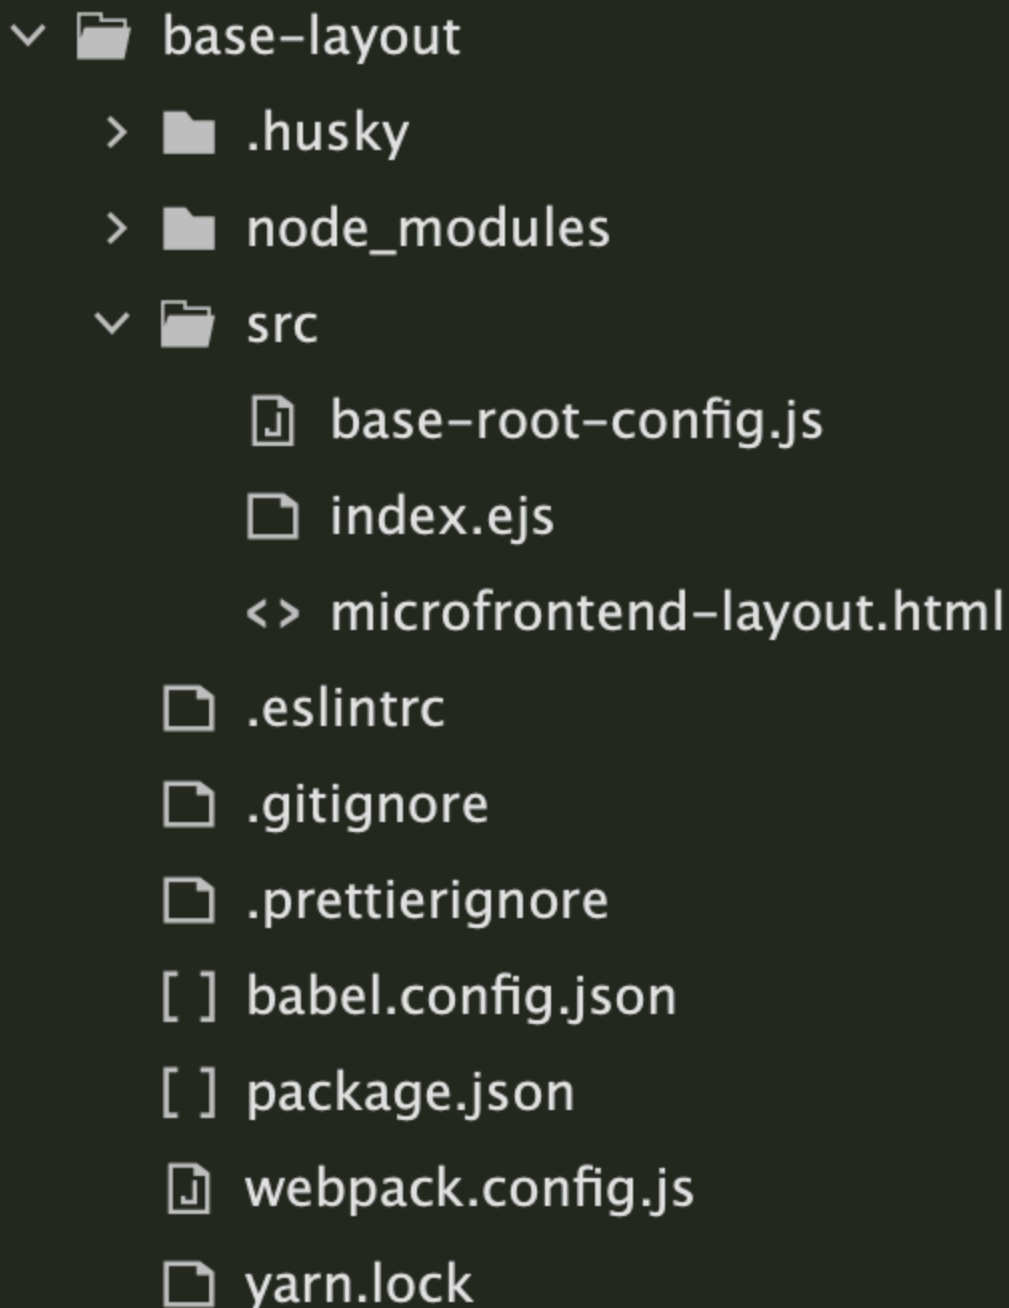 base-layout
.husky
node_modules
src
base-root-config.js
index.ejs
microfrontend-layout.html
.eslintrc
.gitignore
.prettierignore
babel.config.json
package.json
webpack.config.js
yarn.lock